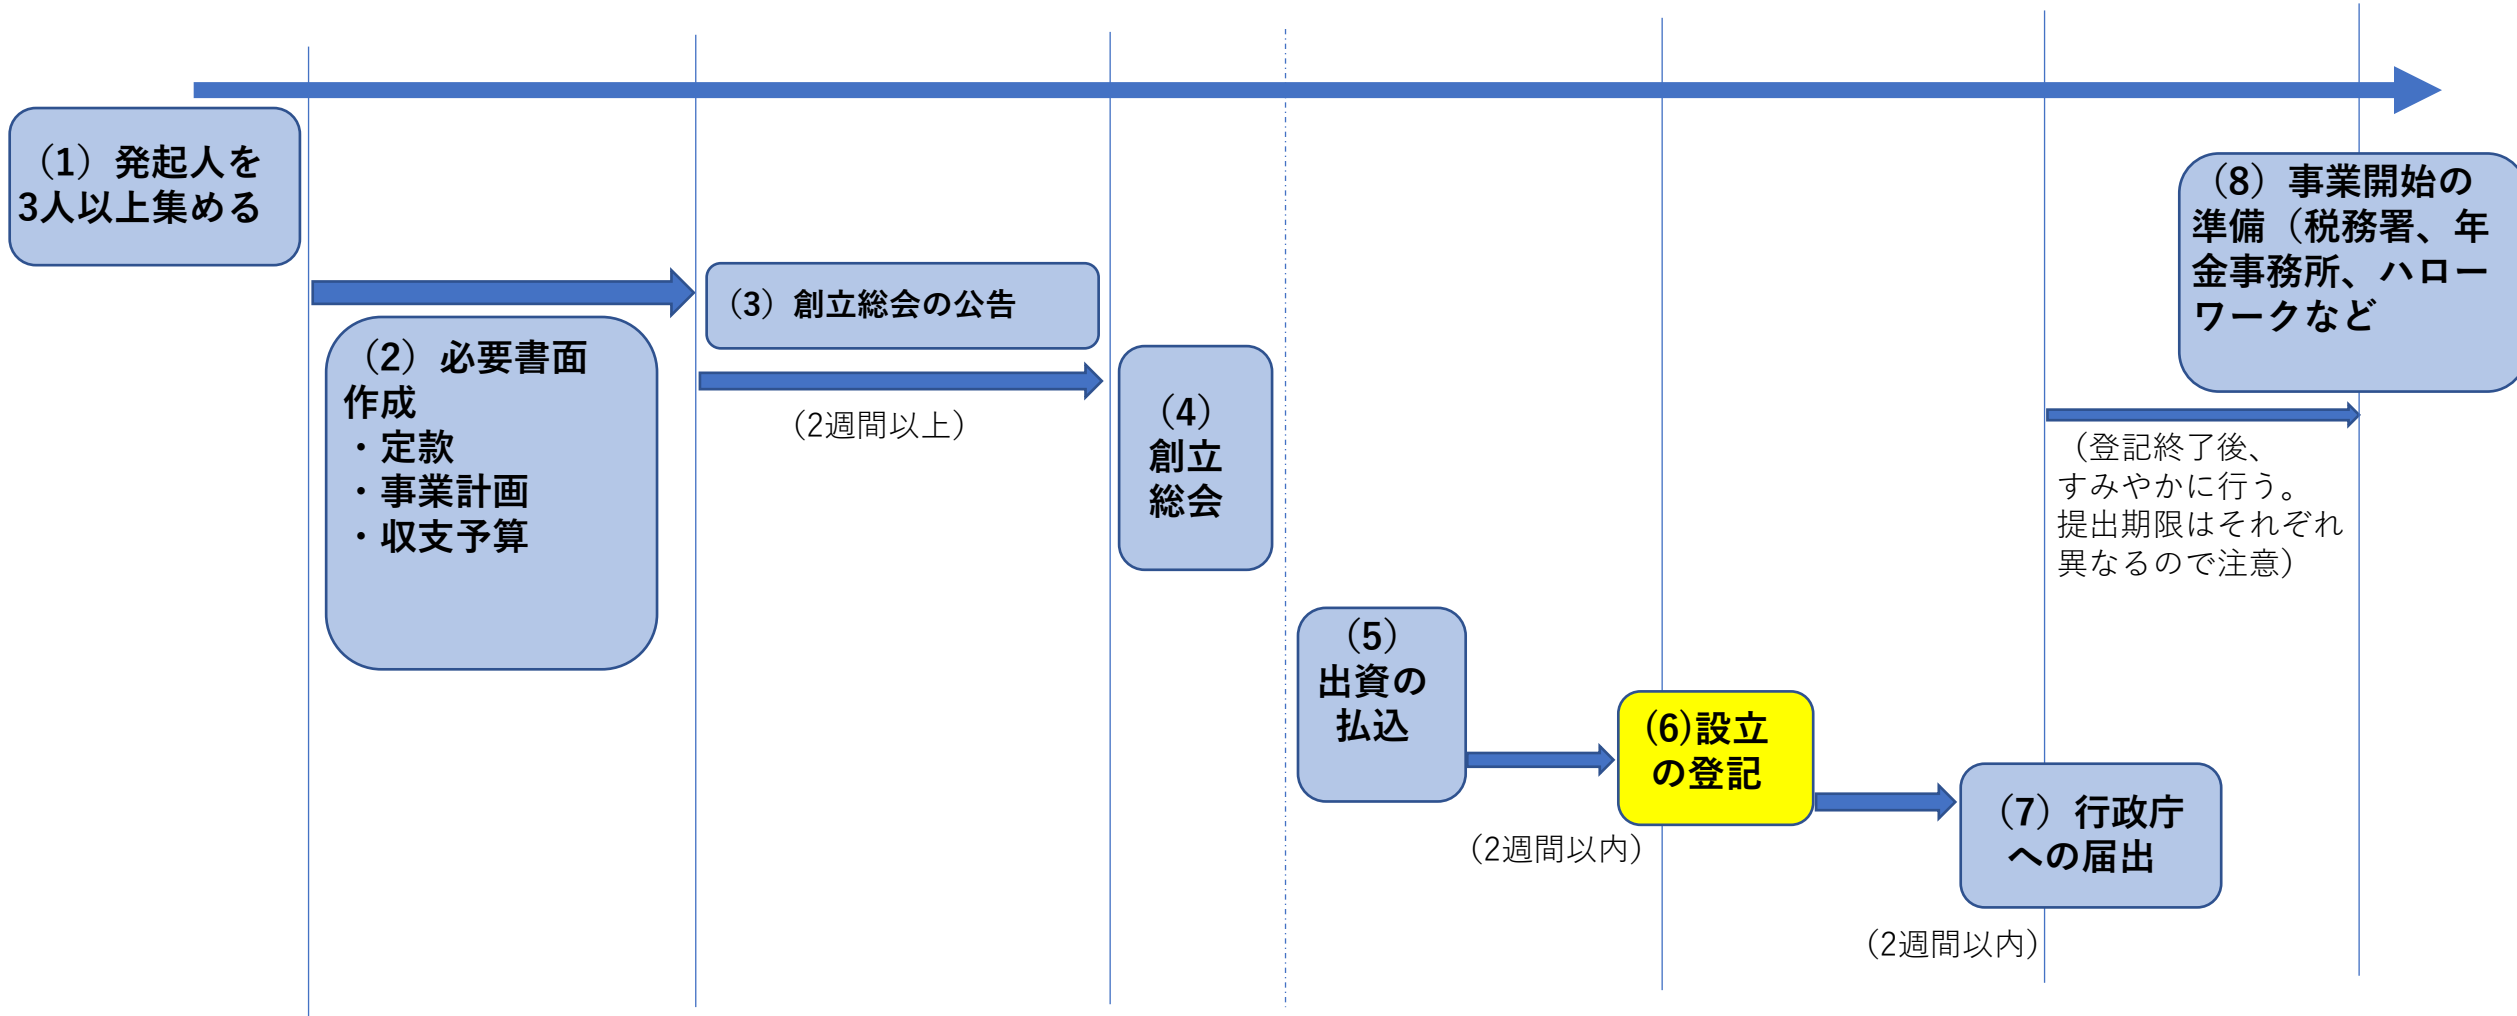 （1）発起人を
3人以上集める
（2）必要書面
作成
・定款
・事業計画
・収支予算
（3）創立総会の公告
（2週間以上）
（4）
創立
総会
（5）
出資の
払込
（2週間以内）
(6)設立
の登記
（7）行政庁
への届出
（2週間以内）
（8）事業開始の
準備（税務署、年
金事務所、ハロー
ワークなど
（登記終了後、
すみやかに行う。
提出期限はそれぞれ
異なるので注意）